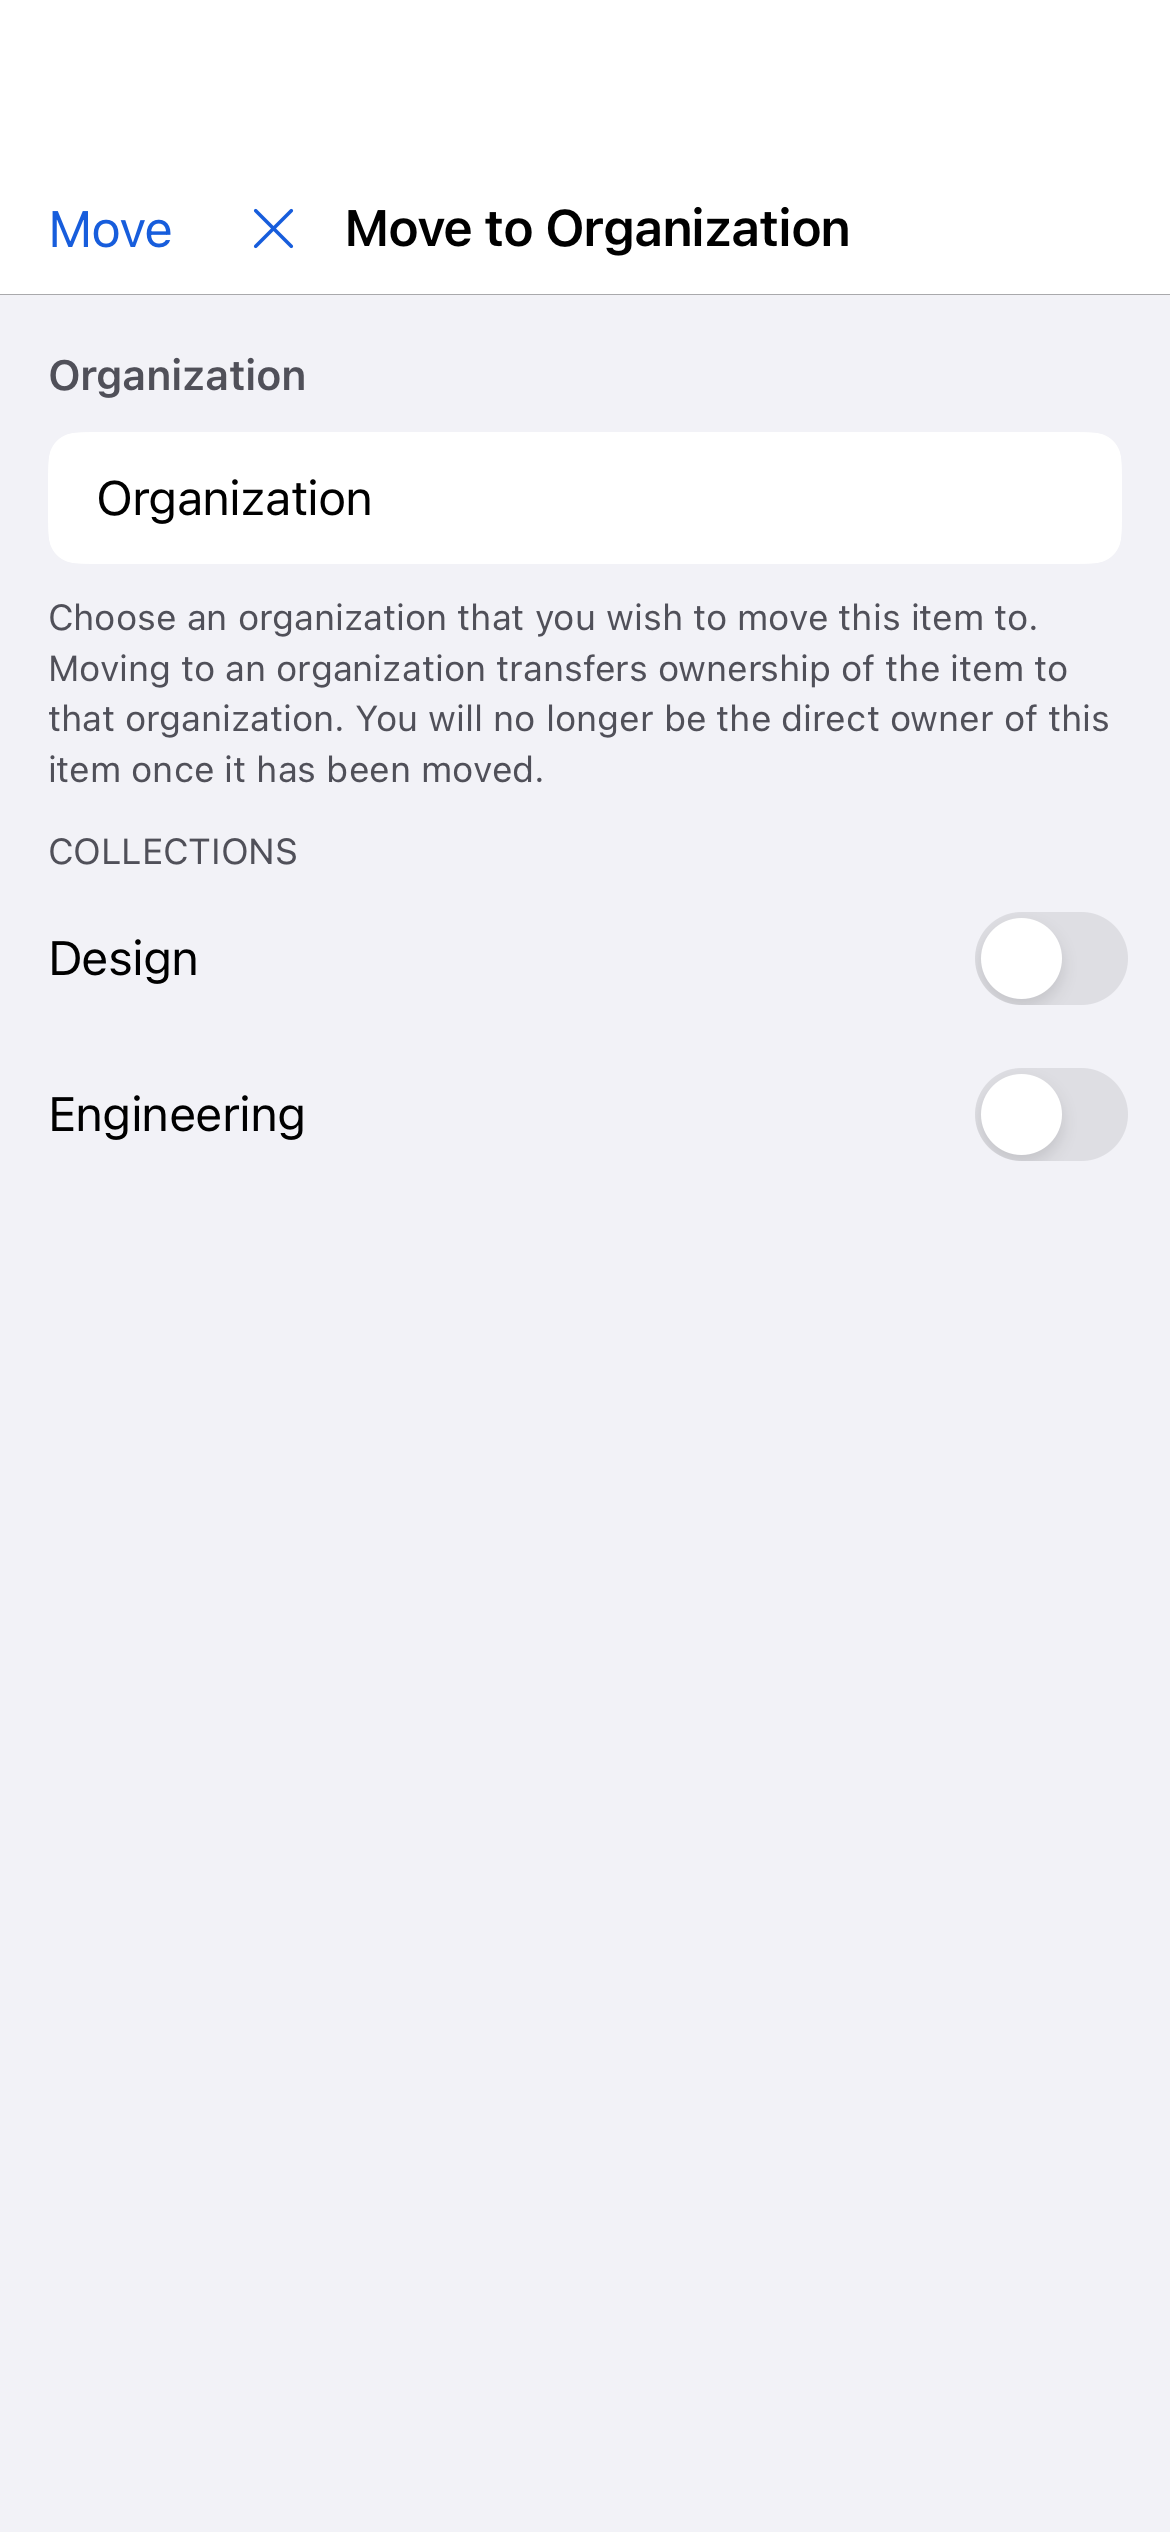 Move Move to Organization
Organization
Organization
Choose an organization that you wish to move this item to.
Moving to an organization transfers ownership of the item to
that organization. You will no longer be the direct owner of this
item once it has been moved.
COLLECTIONS
Design
Engineering